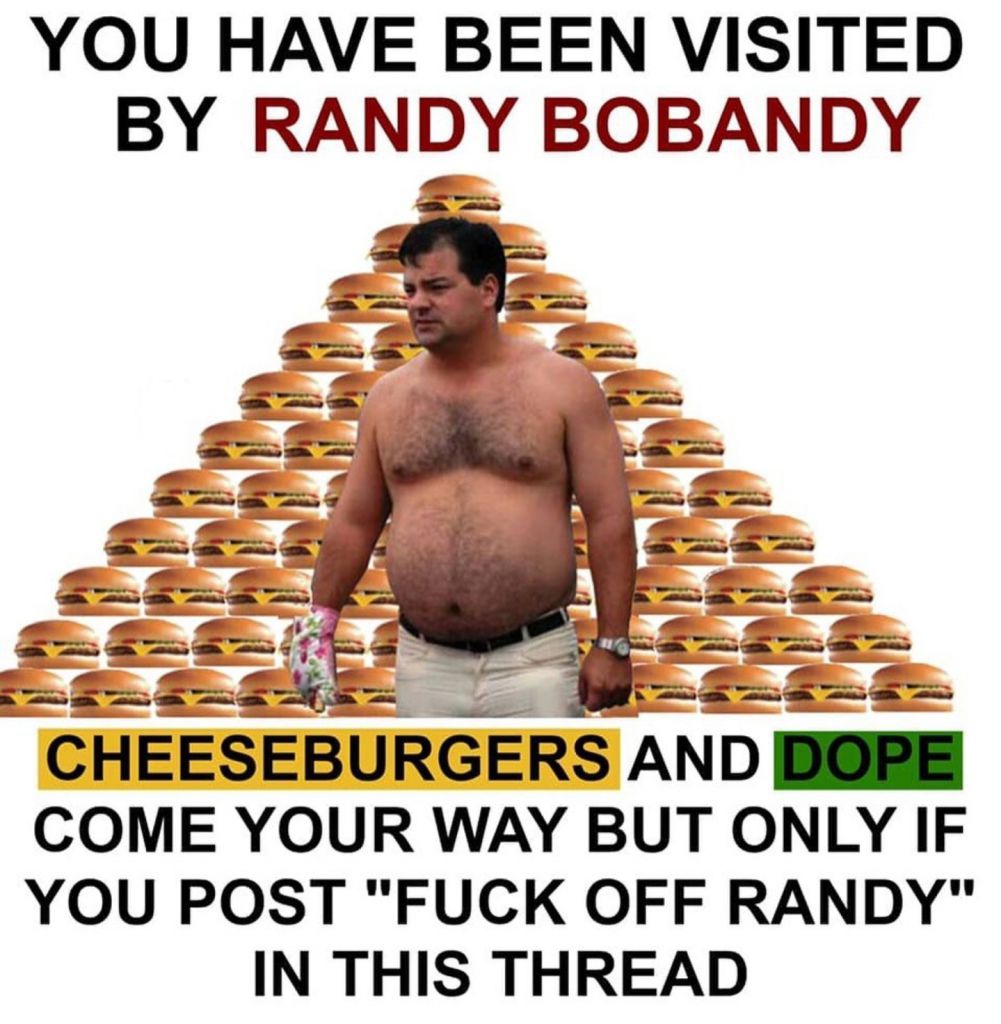 YOU HAVE BEEN VISITED
BY RANDY BOBANDY
CHEESEBURGERS AND DOPE
COME YOUR WAY BUT ONLY IF
YOU POST "FUCK OFF RANDY"
IN THIS THREAD